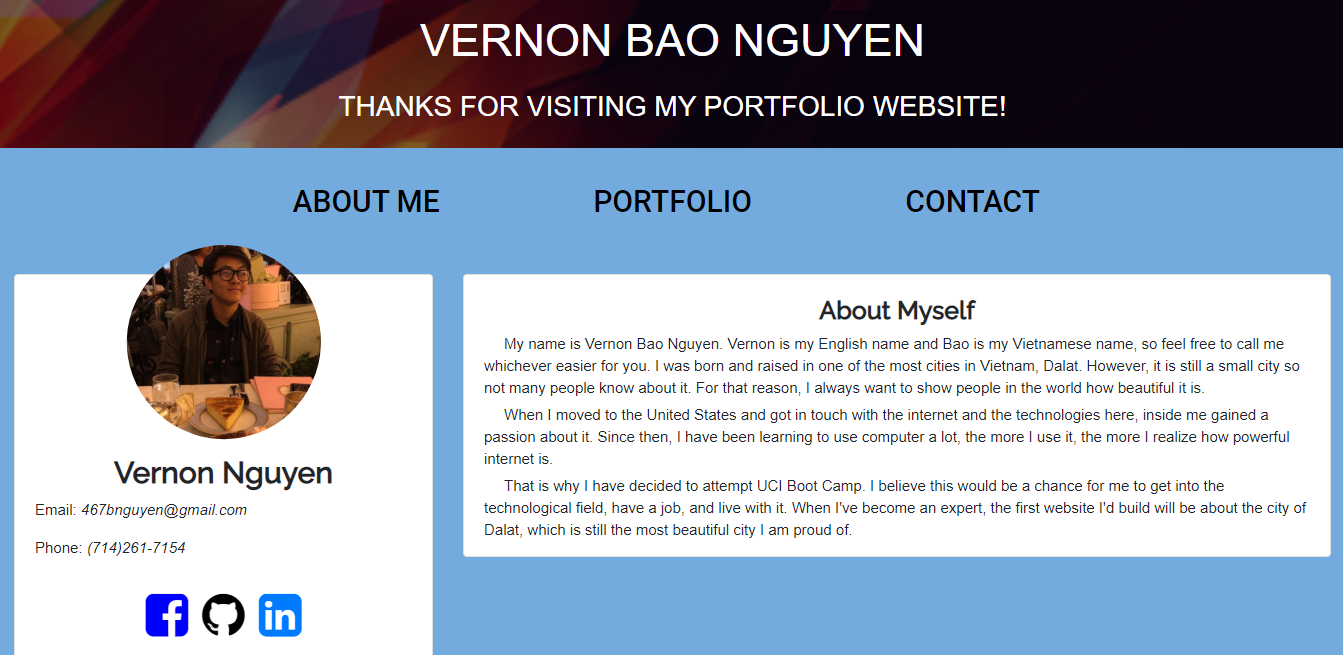 VERNON BAO NGUYEN
THANKS FOR VISITING MY PORTFOLIO WEBSITE!
ABOUT ME
PORTFOLIO
CONTACT
Vernon Nguyen
Email: 467bnguyen@gmail.com
Phone: (714)261-7154
About Myself
My name is Vernon Bao Nguyen. Vernon is my English name and Bao is my Vietnamese name, so feel free to call me
whichever easier for you. I was born and raised in one of the most cities in Vietnam, Dalat. However, it is still a small city so
not many people know about it. For that reason, I always want to show people in the world how beautiful it is.
When I moved to the United States and got in touch with the internet and the technologies here, inside me gained a
passion about it. Since then, I have been learning to use computer a lot, the more I use it, the more I realize how powerful
internet is.
That is why I have decided to attempt UCI Boot Camp. I believe this would be a chance for me to get into the
technological field, have a job, and live with it. When I've become an expert, the first website I'd build will be about the city of
Dalat, which is still the most beautiful city I am proud of.